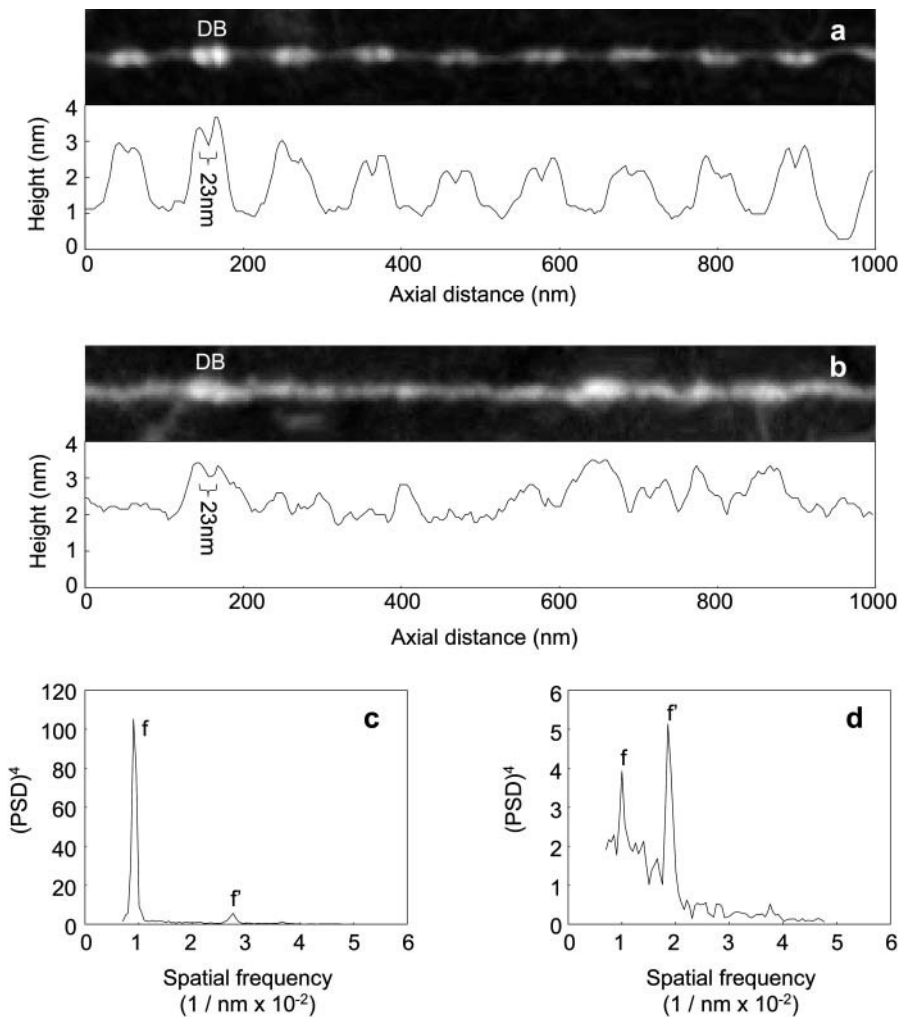 DB
a
4
3
2
1
0
Height (nm)
23nm
0 200 400 600 800 1000
Axial distance (nm)
DB
b
4
3
2
1
0
Height (nm)
23nm
0 200 400 600 800 1000
Axial distance (nm)
120
100
80
60
40
20
0
(PSD)⁴
c
f
f'
0 1 2 3 4 5 6
Spatial frequency
(1 / nm x 10⁻²)
6
5
4
3
2
1
0
(PSD)⁴
d
f
f'
0 1 2 3 4 5 6
Spatial frequency
(1 / nm x 10⁻²)